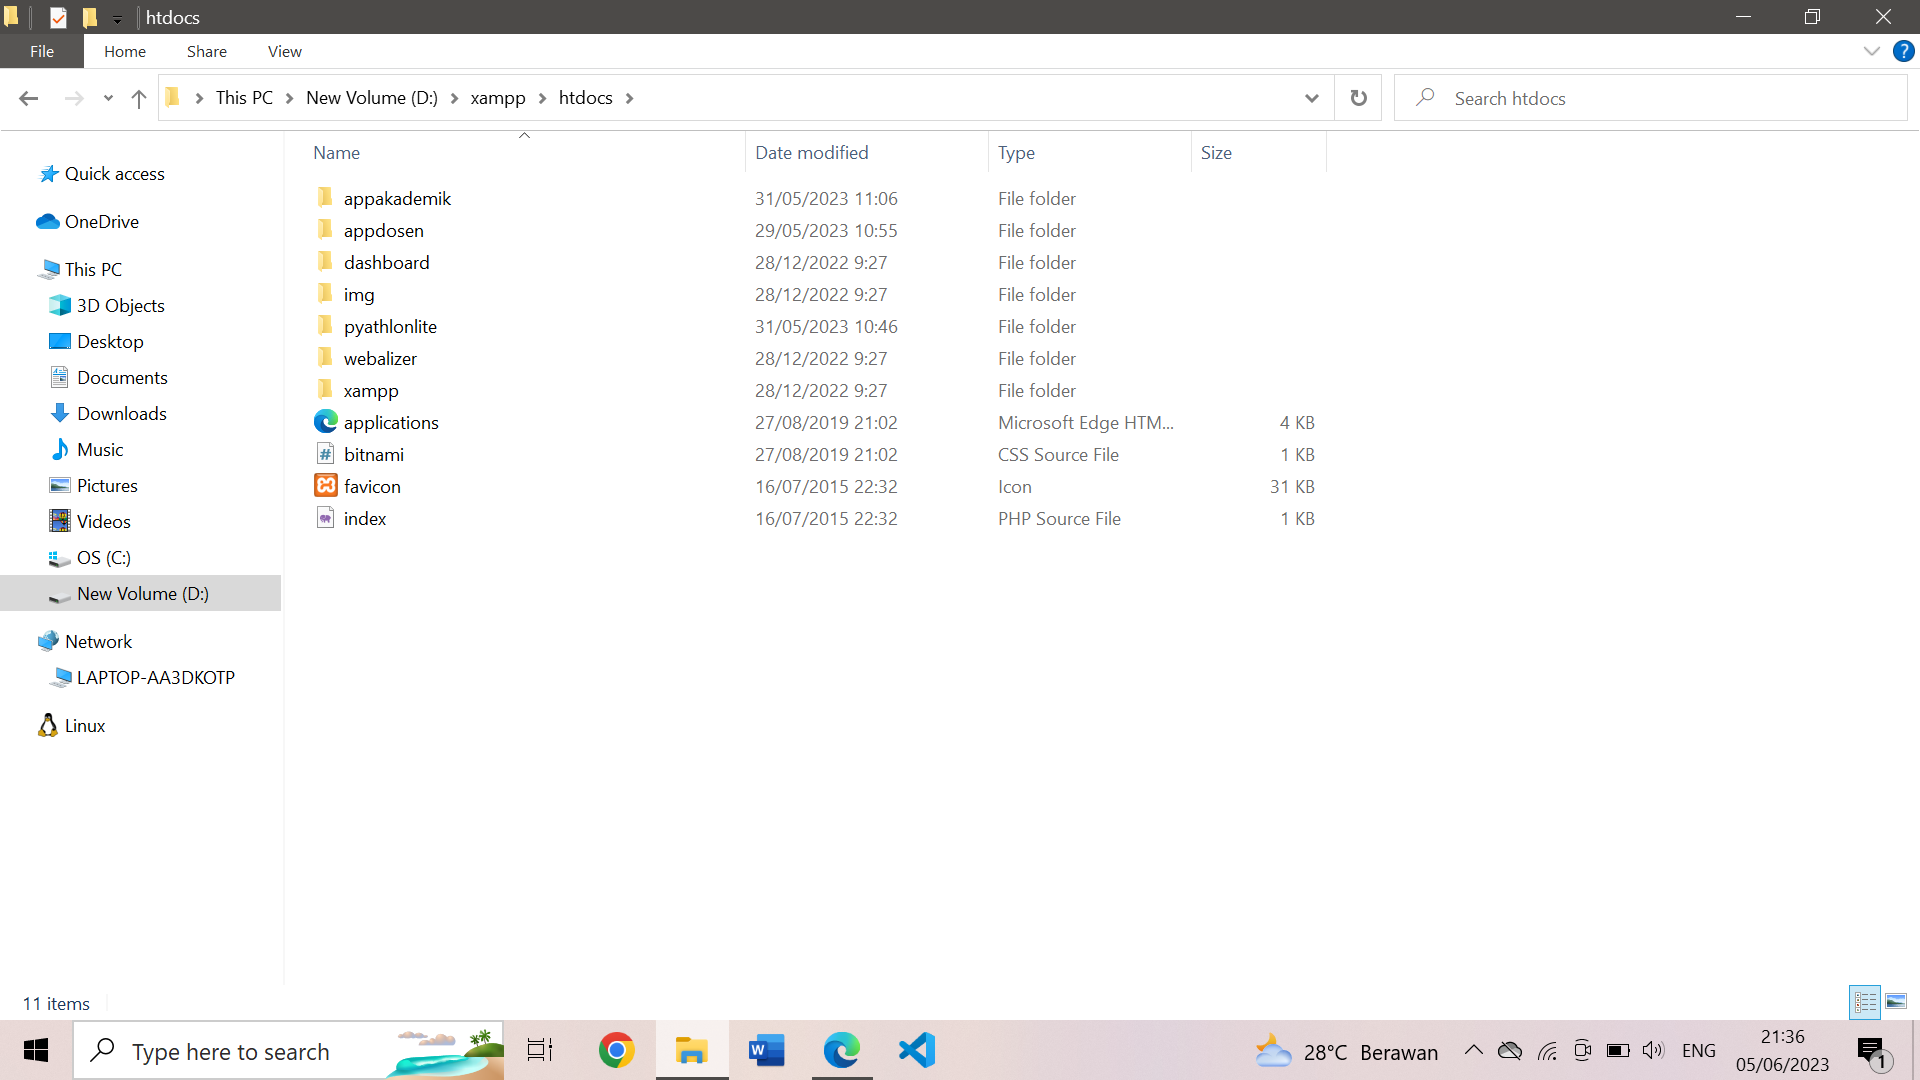 htdocs
File Home Share View
This PC New Volume (D:) xampp htdocs
Search htdocs
Name Date modified Type Size
Quick access
OneDrive
This PC
3D Objects
Desktop
Documents
Downloads
Music
Pictures
Videos
OS (C:)
New Volume (D:)
Network
LAPTOP-AA3DKOTP
Linux
appakademik 31/05/2023 11:06 File folder
appdosen 29/05/2023 10:55 File folder
dashboard 28/12/2022 9:27 File folder
img 28/12/2022 9:27 File folder
pyathlonlite 31/05/2023 10:46 File folder
webalizer 28/12/2022 9:27 File folder
xampp 28/12/2022 9:27 File folder
applications 27/08/2019 21:02 Microsoft Edge HTM... 4 KB
bitnami 27/08/2019 21:02 CSS Source File 1 KB
favicon 16/07/2015 22:32 Icon 31 KB
index 16/07/2015 22:32 PHP Source File 1 KB
11 items
Type here to search
28°C Berawan
ENG
21:36
05/06/2023
1